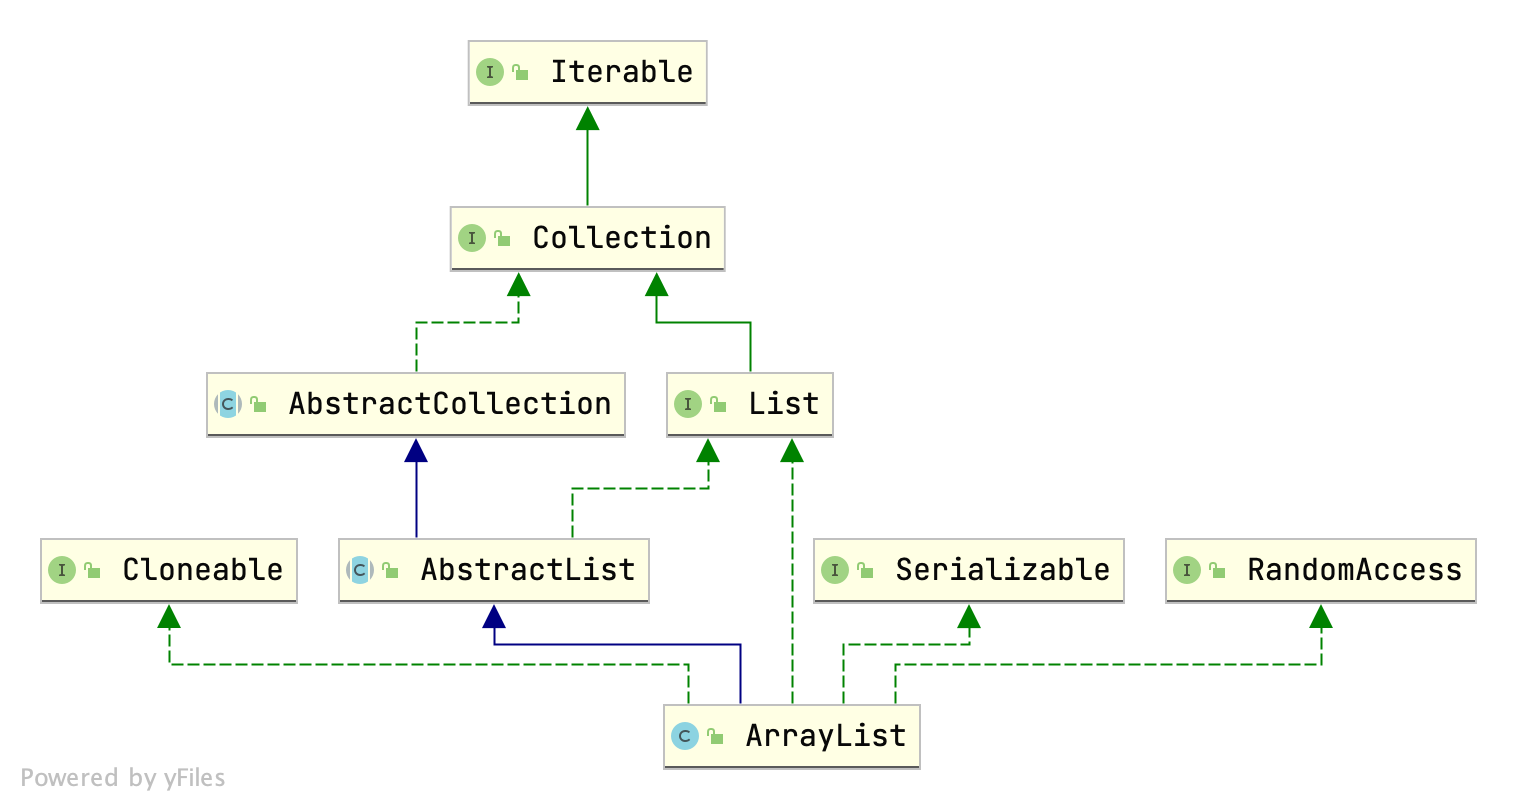 I Iterable
I Collection
C AbstractCollection
I List
I Cloneable
C AbstractList
I Serializable
I RandomAccess
C ArrayList
Powered by yFiles